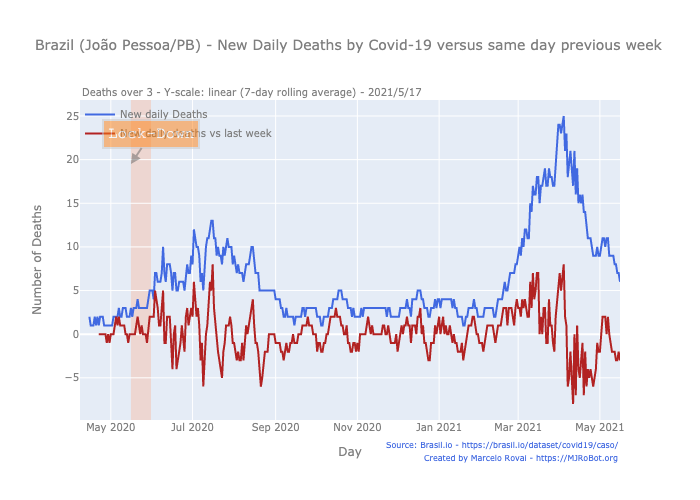 Brazil (João Pessoa/PB) - New Daily Deaths by Covid-19 versus same day previous week
Deaths over 3 - Y-scale: linear (7-day rolling average) - 2021/5/17
New daily Deaths
New daily Deaths vs last week
25
20
15
10
5
0
−5
Number of Deaths
May 2020
Jul 2020
Sep 2020
Nov 2020
Jan 2021
Mar 2021
May 2021
Day
Source: Brasil.io - https://brasil.io/dataset/covid19/caso/
Created by Marcelo Rovai - https://MJRoBot.org